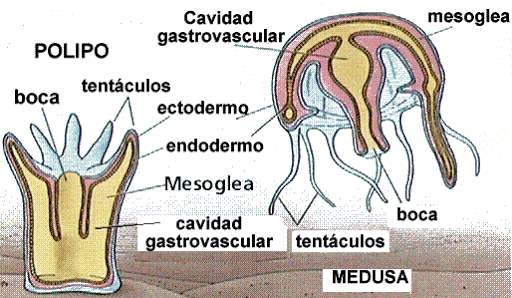 Cavidad
gastrovascular
mesoglea
POLIPO
tentáculos
boca
ectodermo
endodermo
Mesoglea
cavidad
gastrovascular
boca
tentáculos
MEDUSA